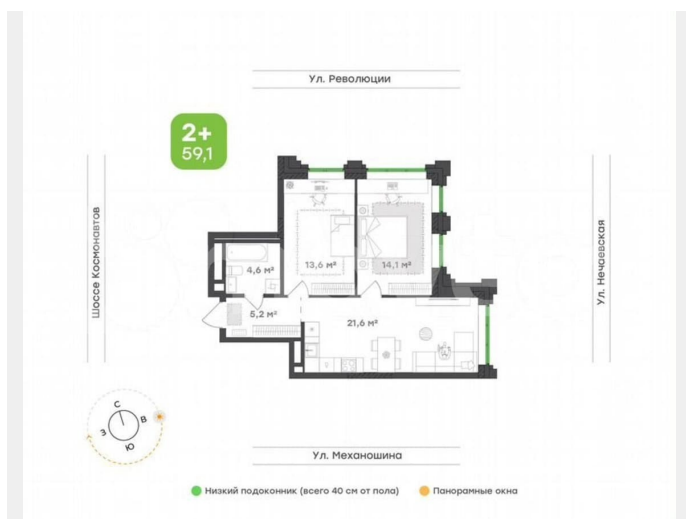 Ул. Революции
2+
59,1
Шоссе Космонавтов
Ул. Нечаевская
4,6 м²
13,6 м²
14,1 м²
5,2 м²
21,6 м²
С
В
З
Ю
Ул. Механошина
Низкий подоконник (всего 40 см от пола)
Панорамные окна